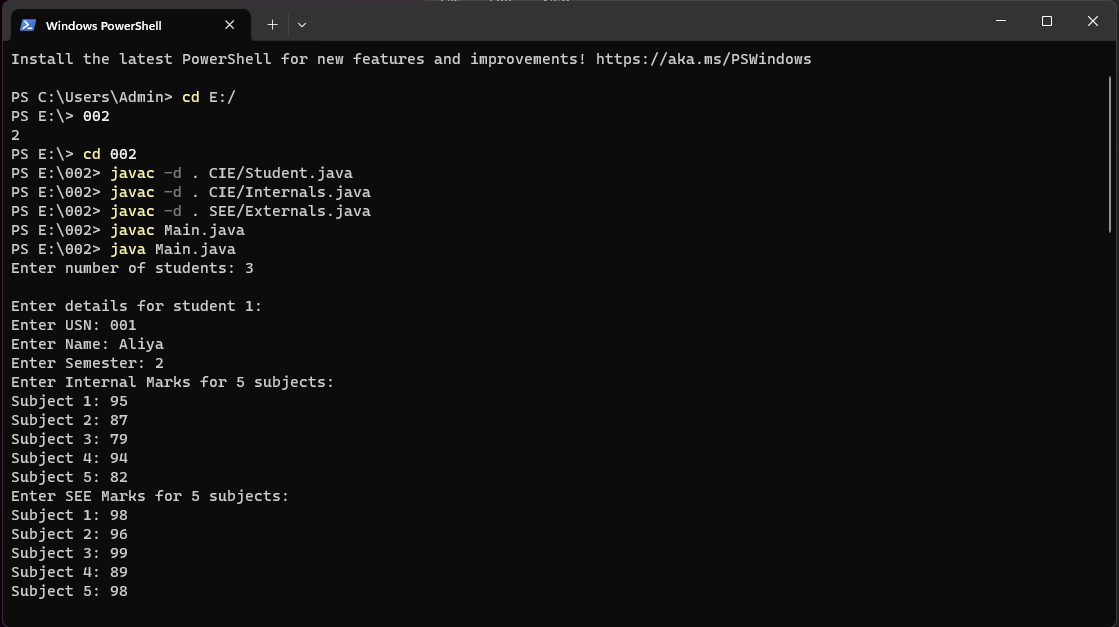 Windows PowerShell
Install the latest PowerShell for new features and improvements! https://aka.ms/PSWindows
PS C:\Users\Admin> cd E:/
PS E:\> 002
2
PS E:\> cd 002
PS E:\002> javac -d . CIE/Student.java
PS E:\002> javac -d . CIE/Internals.java
PS E:\002> javac -d . SEE/Externals.java
PS E:\002> javac Main.java
PS E:\002> java Main.java
Enter number of students: 3
Enter details for student 1:
Enter USN: 001
Enter Name: Aliya
Enter Semester: 2
Enter Internal Marks for 5 subjects:
Subject 1: 95
Subject 2: 87
Subject 3: 79
Subject 4: 94
Subject 5: 82
Enter SEE Marks for 5 subjects:
Subject 1: 98
Subject 2: 96
Subject 3: 99
Subject 4: 89
Subject 5: 98